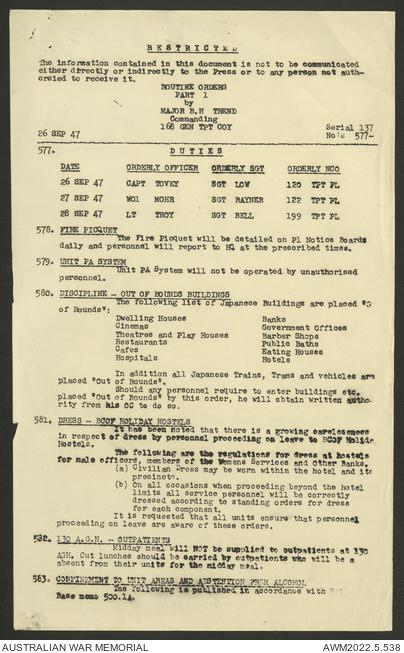 RESTRICTED
The information contained in this document is not to be communicated
either directly or indirectly to the Press or to any person not auth-
orsied to receive it.
ROUTINE ORDERS
PART 1
by
MAJOR B.H TREND
Commanding
168 GEN TPT COY
Serial 137
26 SEP 47
No's 577-
577. DUTIES
DATE ORDERLY OFFICER ORDERLY SGT ORDERLY NCO
26 SEP 47 CAPT TOVEY SGT LOW 120 TPT PL
27 SEP 47 WO1 MOHR SGT RAYNER 122 TPT PL
28 SEP 47 LT TROY SGT BELL 199 TPT PL
578. FIRE PICQUET
The Fire Picquet will be detailed on Pl Notice Boards
daily and personnel will report to HQ at the prescribed times.
579. UNIT PA SYSTEM
Unit PA System will not be operated by unauthorised
personnel.
580. DISCIPLINE - OUT OF BOUNDS BUILDINGS
The following list of Japanese Buildings are placed "O
of Bounds":
Dwelling Houses Banks
Cinemas Government Offices
Theatres and Play Houses Barber Shops
Restaurants Public Baths
Cafes Eating Houses
Hospitals Hotels
In addition all Japanese Trains, Trams and vehicles are
placed "Out of Bounds".
Should any personnel require to enter buildings etc.
placed "Out of Bounds" by this order, he will obtain written autho-
rity from his OC to do so.
581. DRESS - BCOF HOLIDAY HOSTELS
It has been noted that there is a growing carelessness
in respect of dress by personnel proceeding on leave to BCOF Holida
Hostels.
The following are the regulations for dress at hostels
for male officers, members of the Womens Services and Other Ranks.
(a) Civilian Dress may be worn within the hotel and its
precincts.
(b) On all occasions when proceeding beyond the hotel
limits all service personnel will be correctly
dressed according to standing orders for dress
for each component.
It is requested that all units ensure that personnel
proceeding on leave are aware of these orders.
582. 130 A.G.H. - OUTPATIENTS
Midday meal will NOT be supplied to outpatients at 130
AGH. Cut lunches should be carried by outpatients who will be a
absent from their units for the midday meal.
583. CONFINEMENT TO UNIT AREAS AND ABSTENTION FROM ALCOHOL
The following is published in accordance with
Base memo 500.1A.
AUSTRALIAN WAR MEMORIAL
AWM2022.5.538